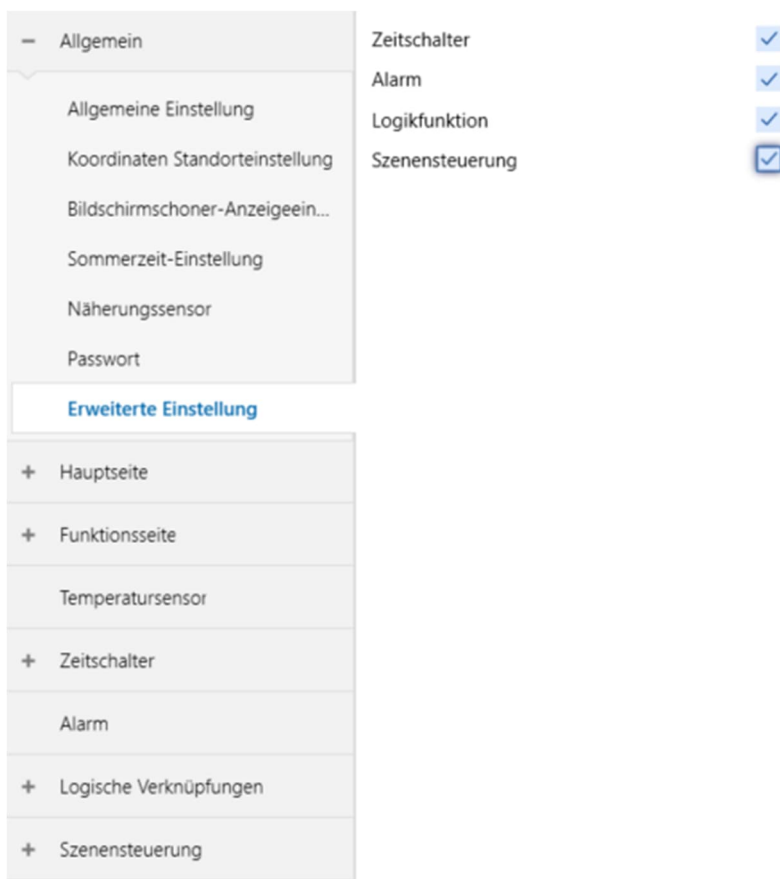 Allgemein
Allgemeine Einstellung
Koordinaten Standorteinstellung
Bildschirmschoner-Anzeigeein...
Sommerzeit-Einstellung
Näherungssensor
Passwort
Erweiterte Einstellung
Hauptseite
Funktionsseite
Temperatursensor
Zeitschalter
Alarm
Logische Verknüpfungen
Szenensteuerung
Zeitschalter
Alarm
Logikfunktion
Szenensteuerung